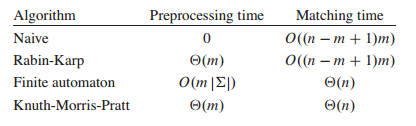 Algorithm Preprocessing time Matching time
Naive 0 O((n − m + 1)m)
Rabin-Karp Θ(m) O((n − m + 1)m)
Finite automaton O(m |Σ|) Θ(n)
Knuth-Morris-Pratt Θ(m) Θ(n)